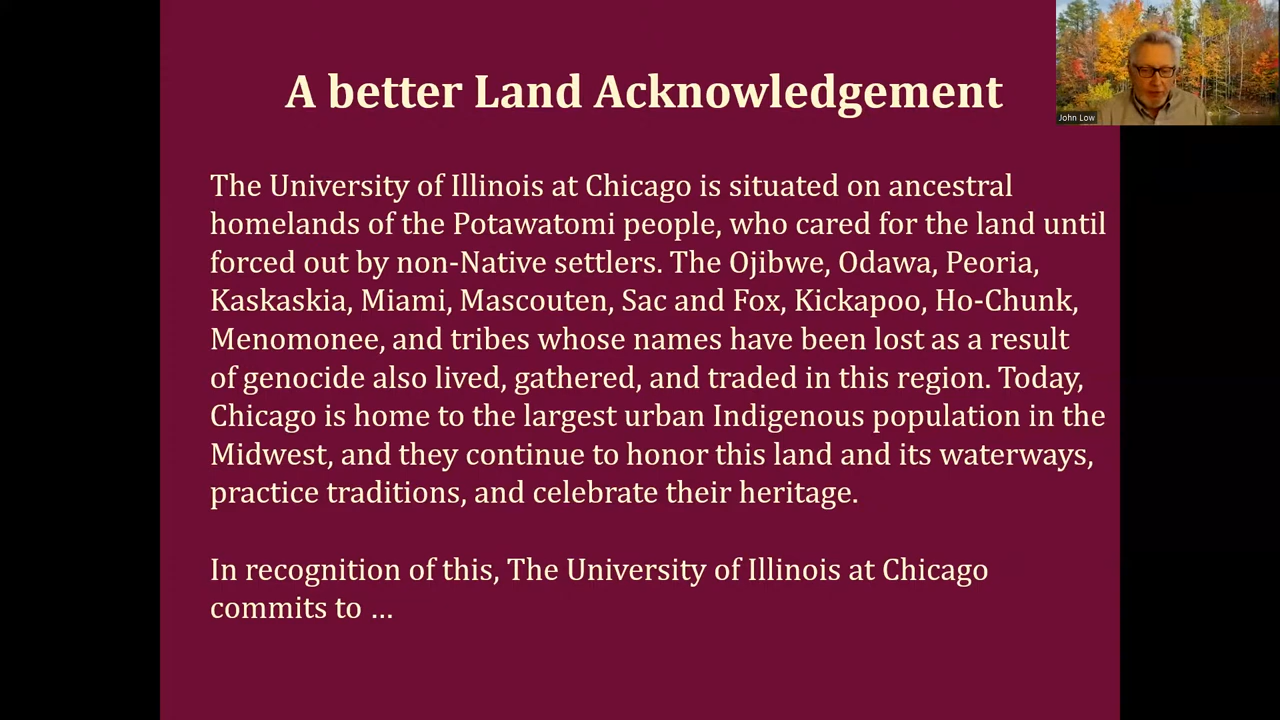 A better Land Acknowledgement
John Low
The University of Illinois at Chicago is situated on ancestral
homelands of the Potawatomi people, who cared for the land until
forced out by non-Native settlers. The Ojibwe, Odawa, Peoria,
Kaskaskia, Miami, Mascouten, Sac and Fox, Kickapoo, Ho-Chunk,
Menomonee, and tribes whose names have been lost as a result
of genocide also lived, gathered, and traded in this region. Today,
Chicago is home to the largest urban Indigenous population in the
Midwest, and they continue to honor this land and its waterways,
practice traditions, and celebrate their heritage.
In recognition of this, The University of Illinois at Chicago
commits to ...